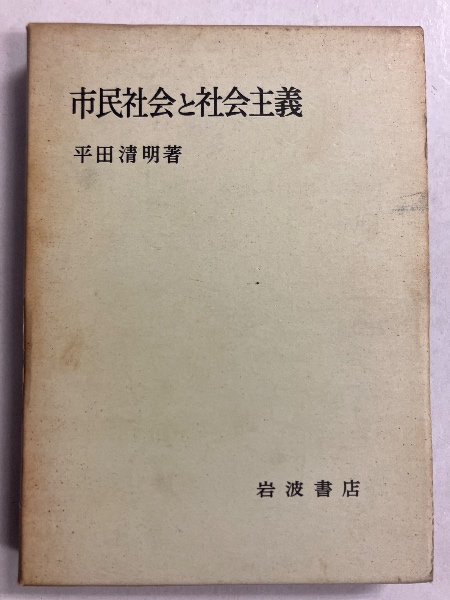 市民社会と社会主義
平田清明著
岩波書店